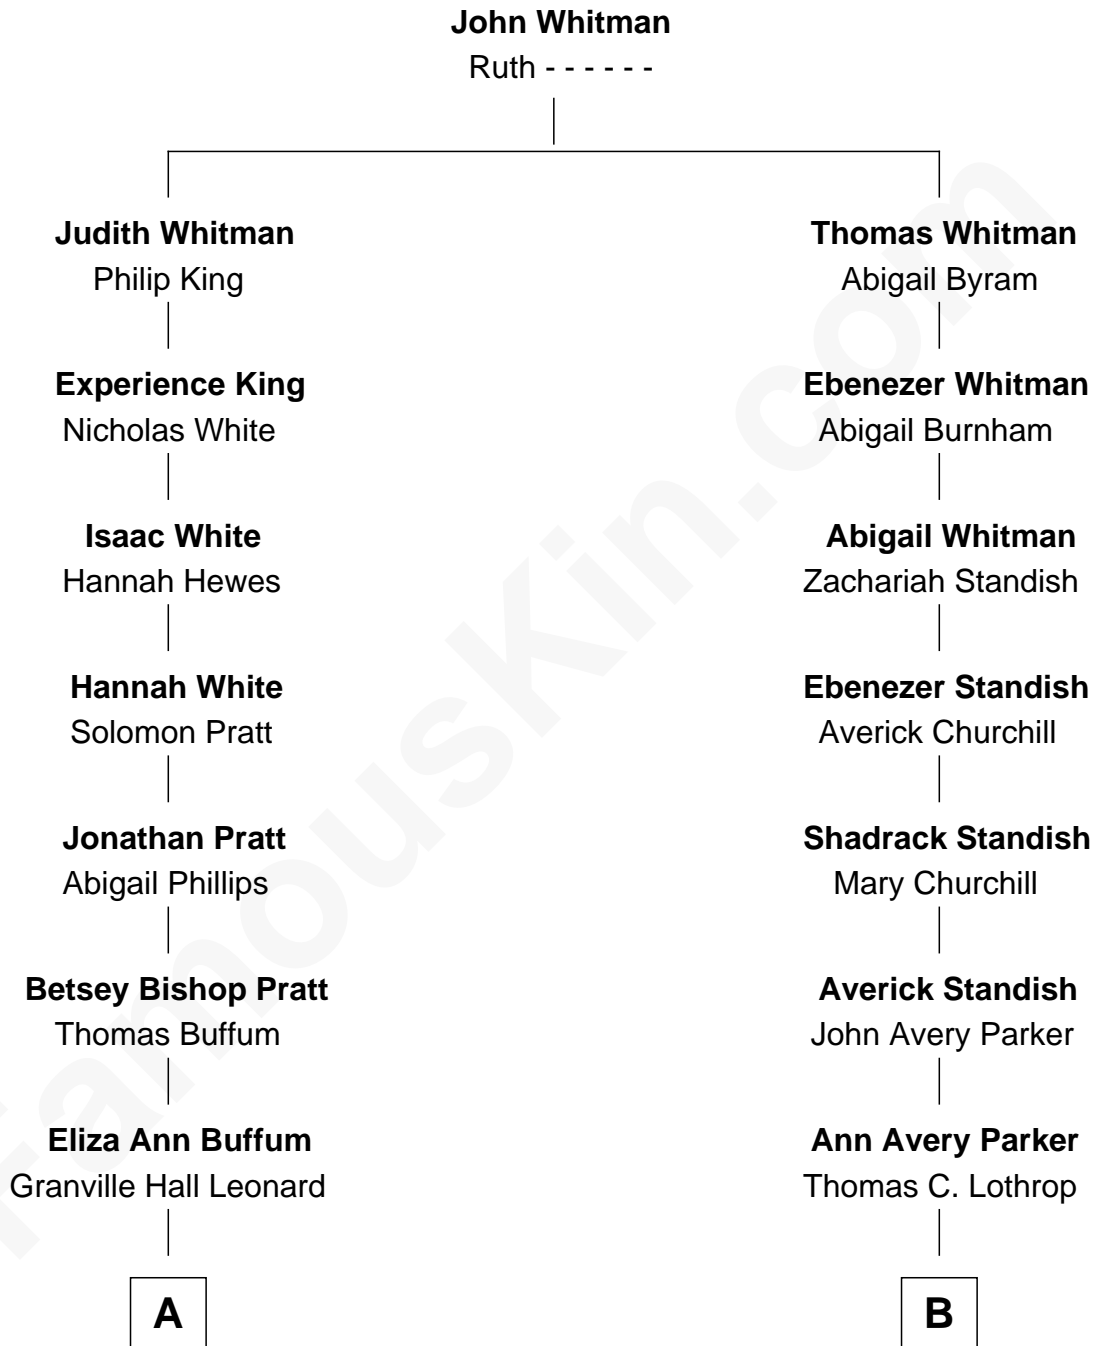 John Whitman
Ruth - - - - - -
Judith Whitman
Philip King
Thomas Whitman
Abigail Byram
Experience King
Nicholas White
Ebenezer Whitman
Abigail Burnham
Isaac White
Hannah Hewes
Abigail Whitman
Zachariah Standish
Hannah White
Solomon Pratt
Ebenezer Standish
Averick Churchill
Jonathan Pratt
Abigail Phillips
Shadrack Standish
Mary Churchill
Betsey Bishop Pratt
Thomas Buffum
Averick Standish
John Avery Parker
Eliza Ann Buffum
Granville Hall Leonard
Ann Avery Parker
Thomas C. Lothrop
A
B
FamousKin.com